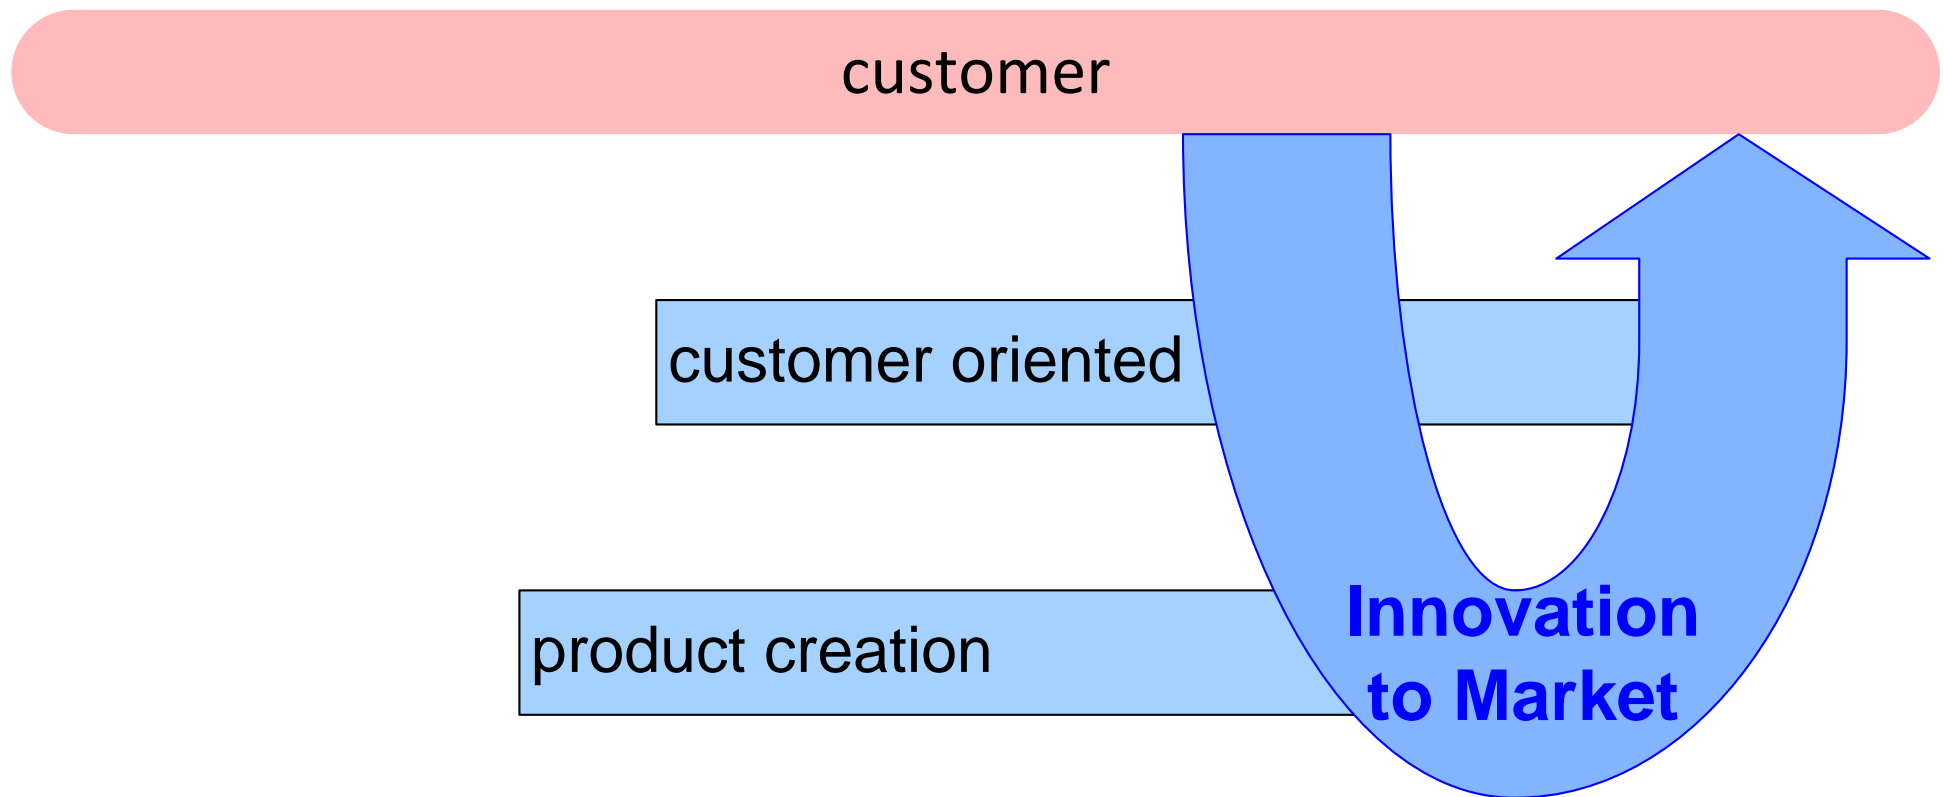 customer
customer oriented
product creation
Innovation
to Market